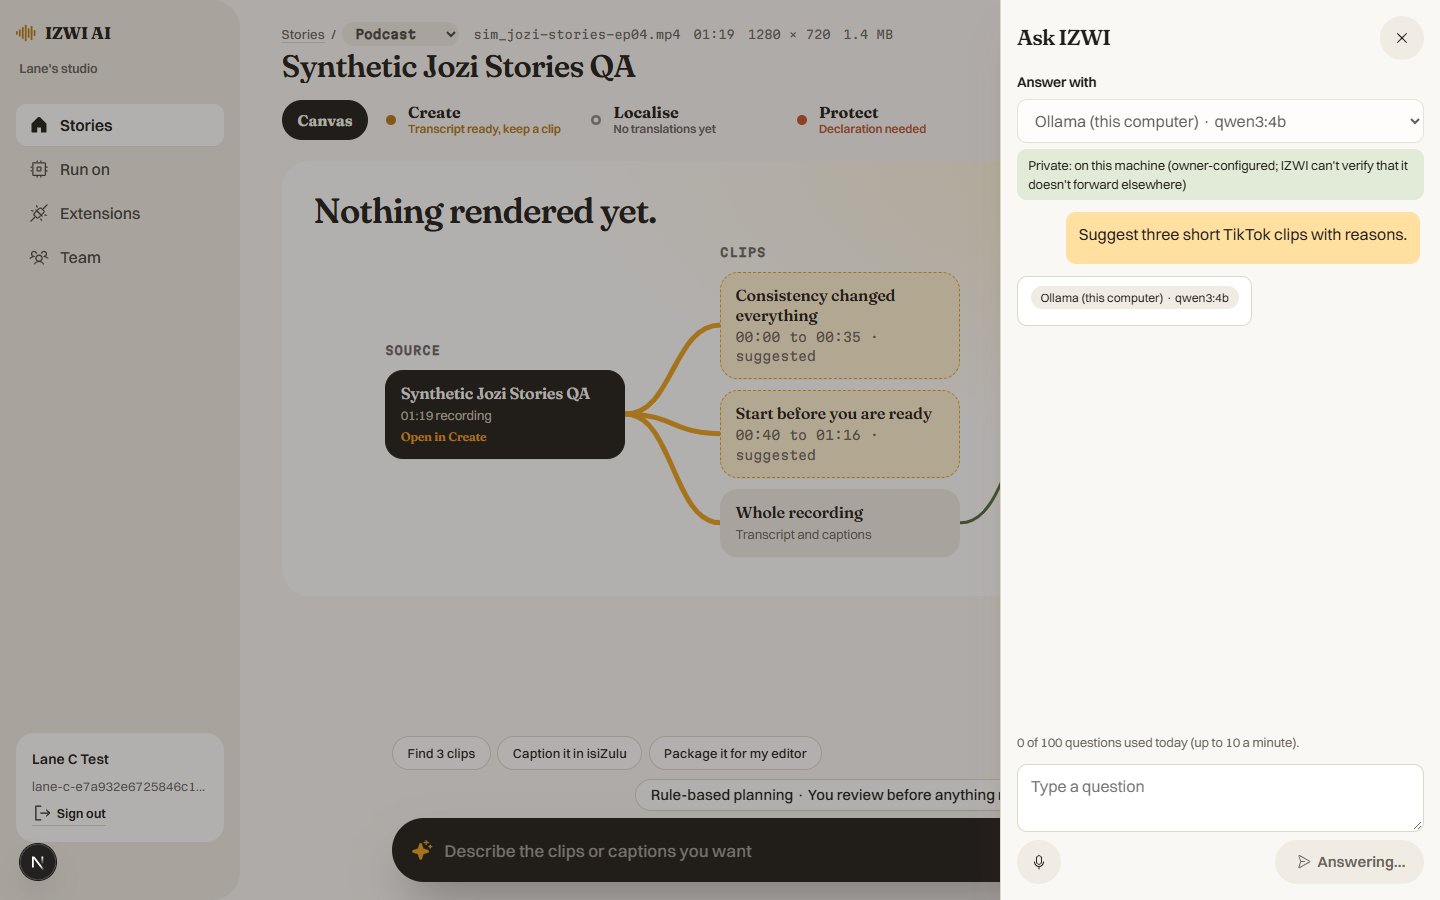 IZWI AI
Lane's studio
Stories
Run on
Extensions
Team
Lane C Test
lane-c-e7a932e6725846c1...
Sign out
N
Stories / Podcast sim_jozi-stories-ep04.mp4 01:19 1280 × 720 1.4 MB
Synthetic Jozi Stories QA
Canvas
Create
Transcript ready, keep a clip
Localise
No translations yet
Protect
Declaration needed
Nothing rendered yet.
SOURCE
Synthetic Jozi Stories QA
01:19 recording
Open in Create
CLIPS
Consistency changed
everything
00:00 to 00:35 ·
suggested
Start before you are ready
00:40 to 01:16 ·
suggested
Whole recording
Transcript and captions
Find 3 clips
Caption it in isiZulu
Package it for my editor
Rule-based planning · You review before anything
Describe the clips or captions you want
Ask IZWI
Answer with
Ollama (this computer) · qwen3:4b
Private: on this machine (owner-configured; IZWI can't verify that it
doesn't forward elsewhere)
Suggest three short TikTok clips with reasons.
Ollama (this computer) · qwen3:4b
0 of 100 questions used today (up to 10 a minute).
Type a question
Answering...